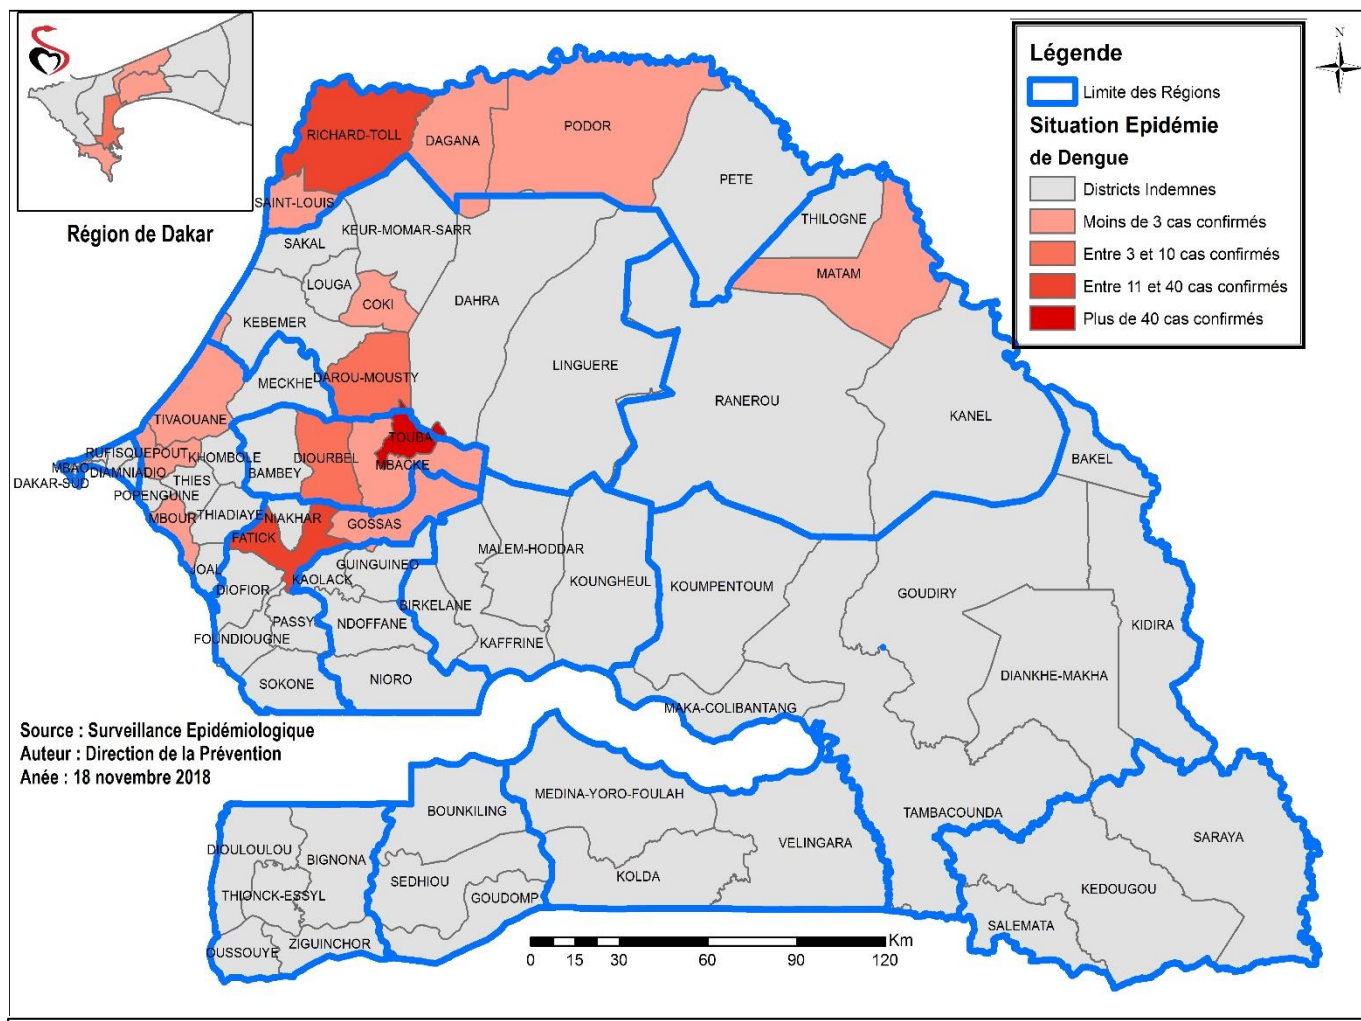 N
Légende
Limite des Régions
Situation Epidémie
de Dengue
Districts Indemnes
Moins de 3 cas confirmés
Entre 3 et 10 cas confirmés
Entre 11 et 40 cas confirmés
Plus de 40 cas confirmés
Région de Dakar
RICHARD-TOLL
DAGANA
PODOR
PETE
SAINT-LOUIS
THILOGNE
KEUR-MOMAR-SARR
SAKAL
MATAM
LOUGA
COKI
DAHRA
KEBEMER
LINGUERE
MECKHE
DAROU-MOUSTY
RANEROU
KANEL
TIVAOUANE
TOUBA
RUFISQUE
POUT
KHOMBOLE
DIOURBEL
MBACKE
BAKEL
MBAO
DIAMNIADIO
BAMBEY
DAKAR-SUD
THIES
POPENGUINE
MBOUR
THIADIAYE
NIAKHAR
GOSSAS
FATICK
MALEM-HODDAR
JOAL
GUINGUINEO
KAOLACK
KOUNGHEUL
KOUMPENTOUM
DIOFIOR
GOUDIRY
BIRKELANE
PASSY
NDOFFANE
KIDIRA
FOUNDIOUGNE
KAFFRINE
DIANKHE-MAKHA
SOKONE
NIORO
MAKA-COLIBANTANG
Source : Surveillance Epidémiologique
Auteur : Direction de la Prévention
Anée : 18 novembre 2018
MEDINA-YORO-FOULAH
BOUNKILING
TAMBACOUNDA
SARAYA
VELINGARA
DIOULOULOU
BIGNONA
SEDHIOU
KOLDA
KEDOUGOU
THIONCK-ESSYL
GOUDOMP
SALEMATA
OUSSOUYE
ZIGUINCHOR
Km
0 15 30 60 90 120